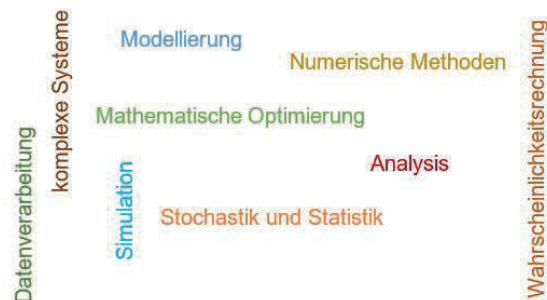 Modellierung
Numerische Methoden
komplexe Systeme
Mathematische Optimierung
Datenverarbeitung
Simulation
Analysis
Stochastik und Statistik
Wahrscheinlichkeitsrechnung